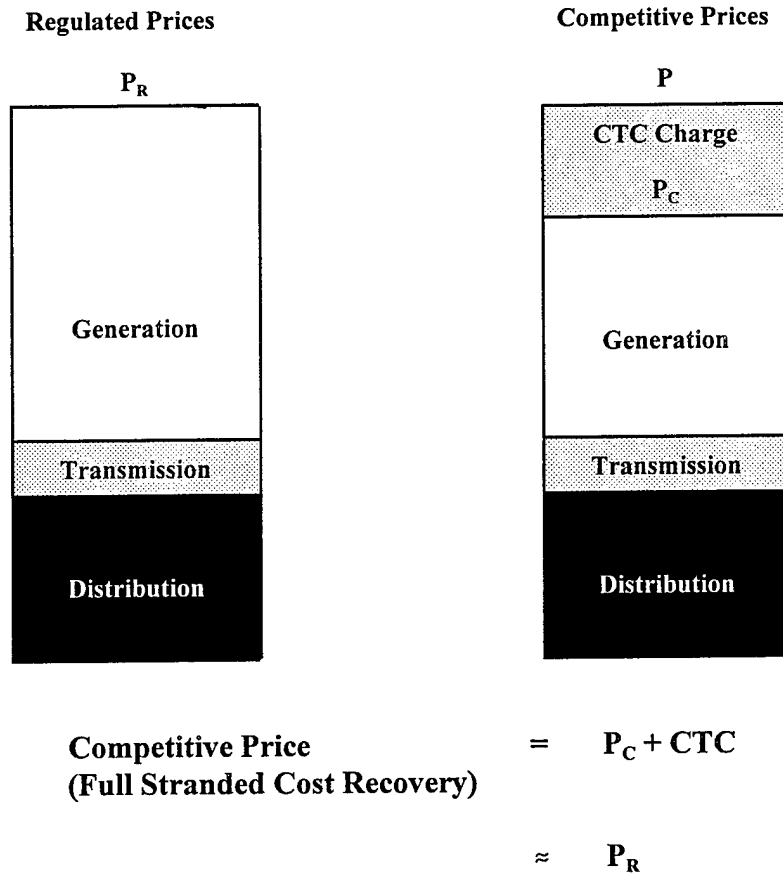 Regulated Prices
Competitive Prices
P_R
P
CTC Charge
P_C
Generation
Generation
Transmission
Transmission
Distribution
Distribution
Competitive Price = P_C + CTC
(Full Stranded Cost Recovery)
≈ P_R